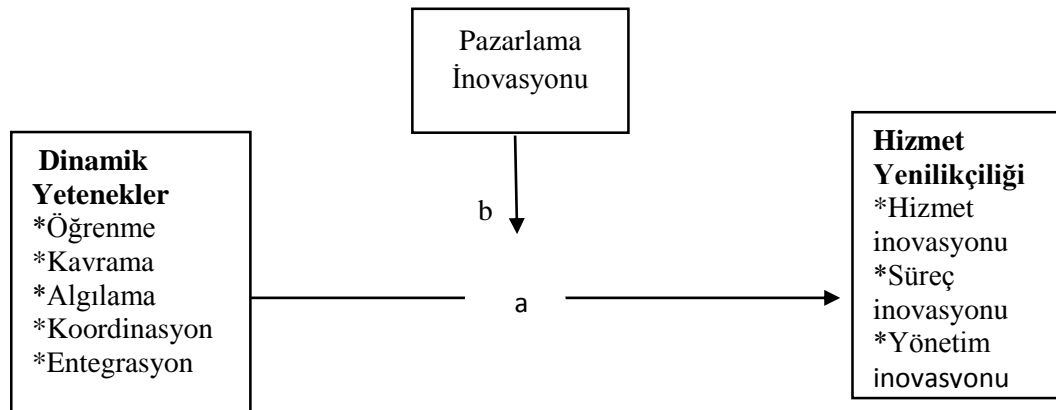 Pazarlama
İnovasyonu
Dinamik
Yetenekler
*Öğrenme
*Kavrama
*Algılama
*Koordinasyon
*Entegrasyon
b
a
Hizmet
Yenilikçiliği
*Hizmet
inovasyonu
*Süreç
inovasyonu
*Yönetim
inovasyonu